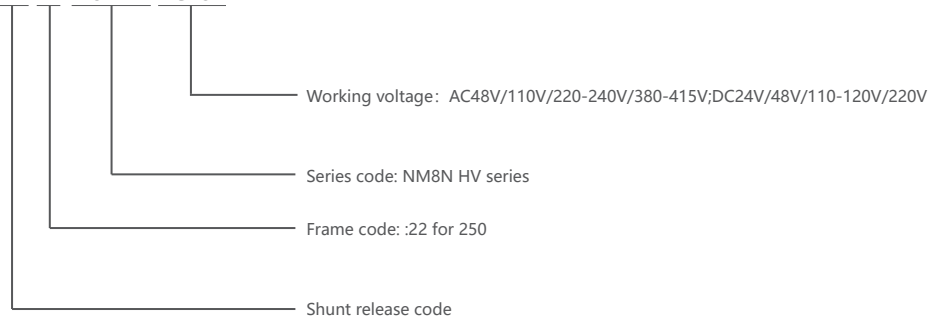 Working voltage：AC48V/110V/220-240V/380-415V;DC24V/48V/110-120V/220V
Series code: NM8N HV series
Frame code: :22 for 250
Shunt release code